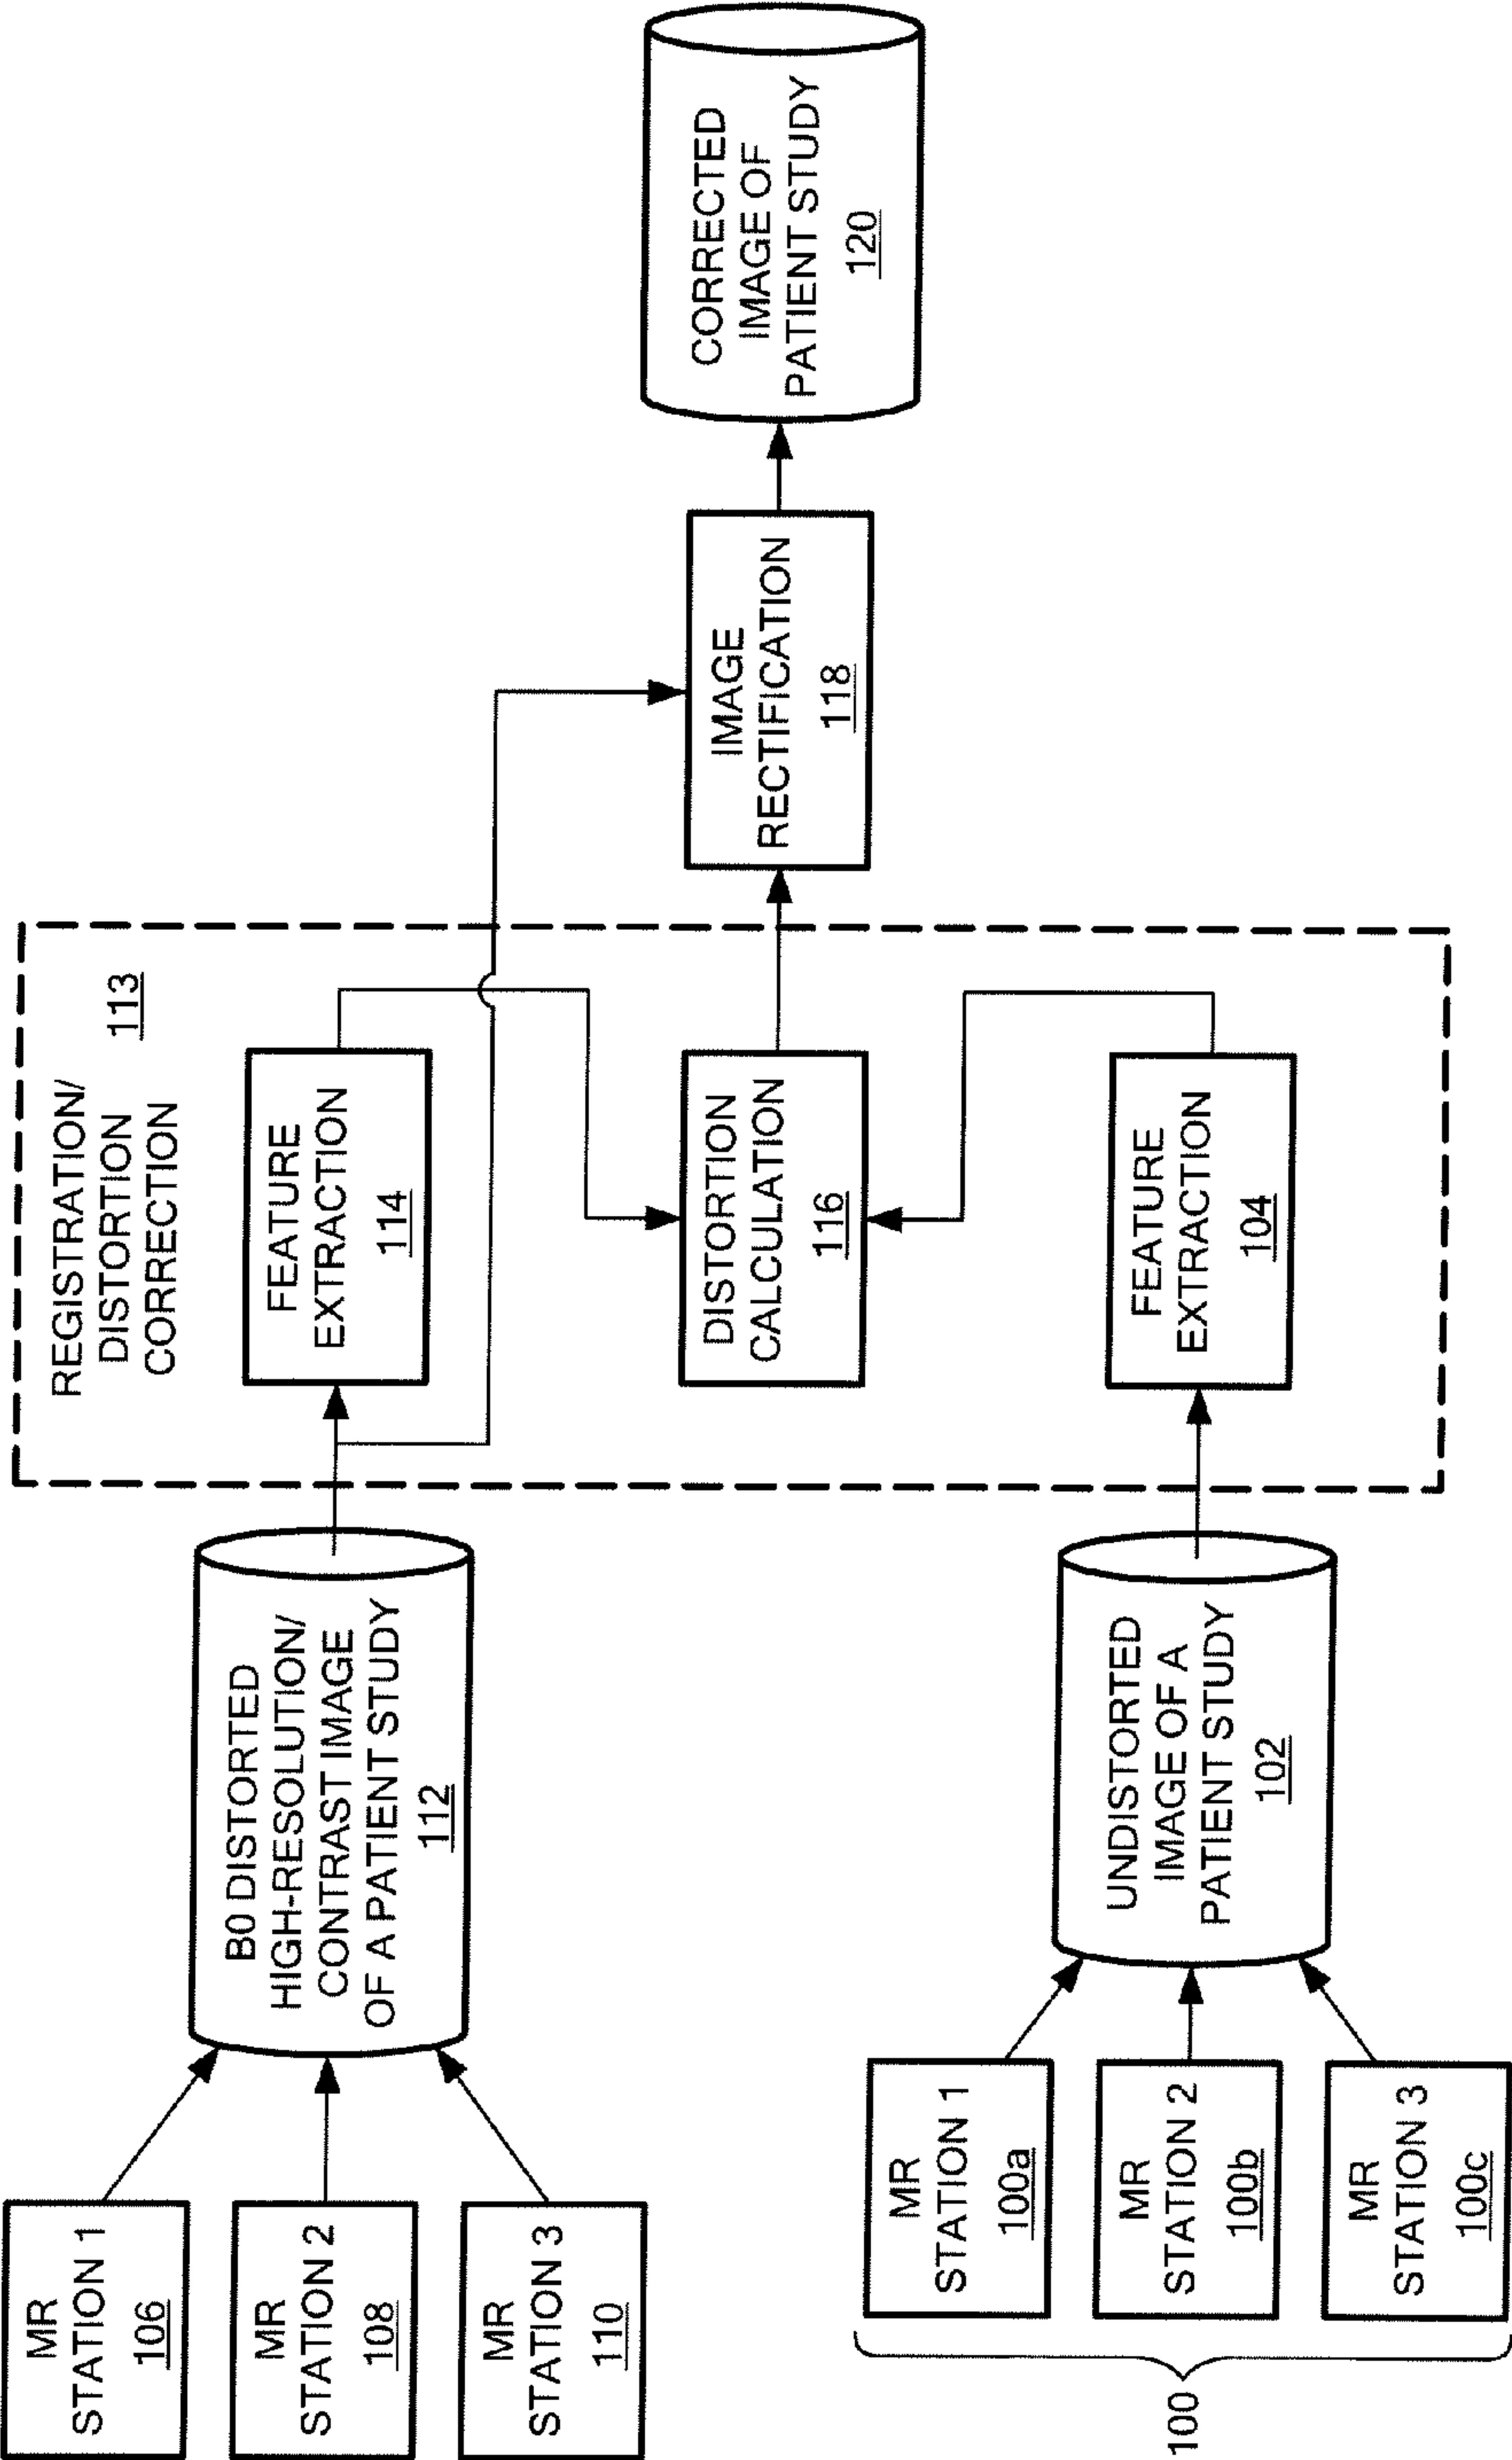 MR
STATION 1
106
MR
STATION 2
108
MR
STATION 3
110
B0 DISTORTED
HIGH-RESOLUTION/
CONTRAST IMAGE
OF A PATIENT STUDY
112
REGISTRATION/
DISTORTION
CORRECTION
113
FEATURE
EXTRACTION
114
DISTORTION
CALCULATION
116
FEATURE
EXTRACTION
104
IMAGE
RECTIFICATION
118
CORRECTED
IMAGE OF
PATIENT STUDY
120
100
MR
STATION 1
100a
MR
STATION 2
100b
MR
STATION 3
100c
UNDISTORTED
IMAGE OF A
PATIENT STUDY
102